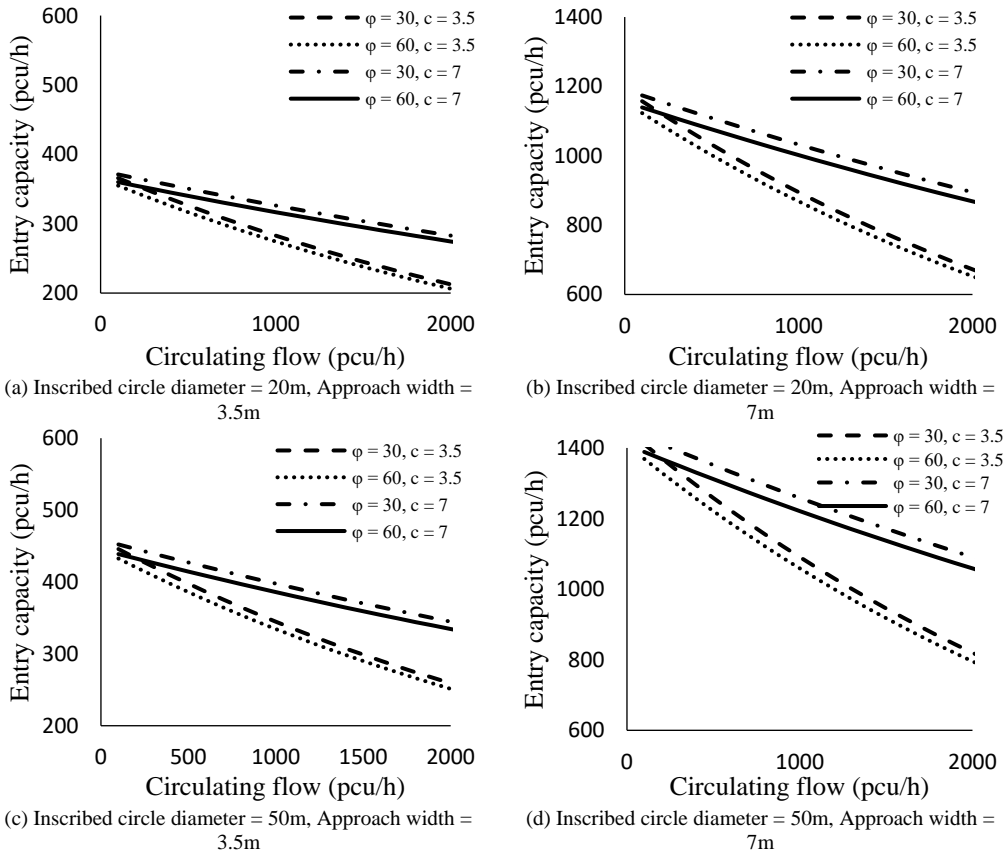 Entry capacity (pcu/h)
600
500
400
300
200
0
1000
2000
φ = 30, c = 3.5
φ = 60, c = 3.5
φ = 30, c = 7
φ = 60, c = 7
Circulating flow (pcu/h)
(a) Inscribed circle diameter = 20m, Approach width =
3.5m
Entry capacity (pcu/h)
1400
1200
1000
800
600
0
1000
2000
φ = 30, c = 3.5
φ = 60, c = 3.5
φ = 30, c = 7
φ = 60, c = 7
Circulating flow (pcu/h)
(b) Inscribed circle diameter = 20m, Approach width =
7m
Entry capacity (pcu/h)
600
500
400
300
200
0
500
1000
1500
2000
φ = 30, c = 3.5
φ = 60, c = 3.5
φ = 30, c = 7
φ = 60, c = 7
Circulating flow (pcu/h)
(c) Inscribed circle diameter = 50m, Approach width =
3.5m
Entry capacity (pcu/h)
1400
1200
1000
800
600
0
1000
2000
φ = 30, c = 3.5
φ = 60, c = 3.5
φ = 30, c = 7
φ = 60, c = 7
Circulating flow (pcu/h)
(d) Inscribed circle diameter = 50m, Approach width =
7m